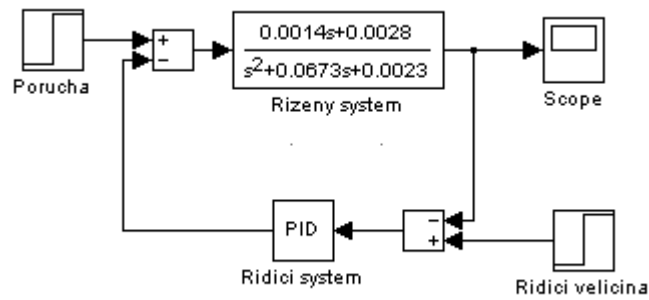 +
−
0.0014s+0.0028
s2+0.0673s+0.0023
Porucha
Rizeny system
Scope
PID
−
+
Ridici system
Ridici velicina